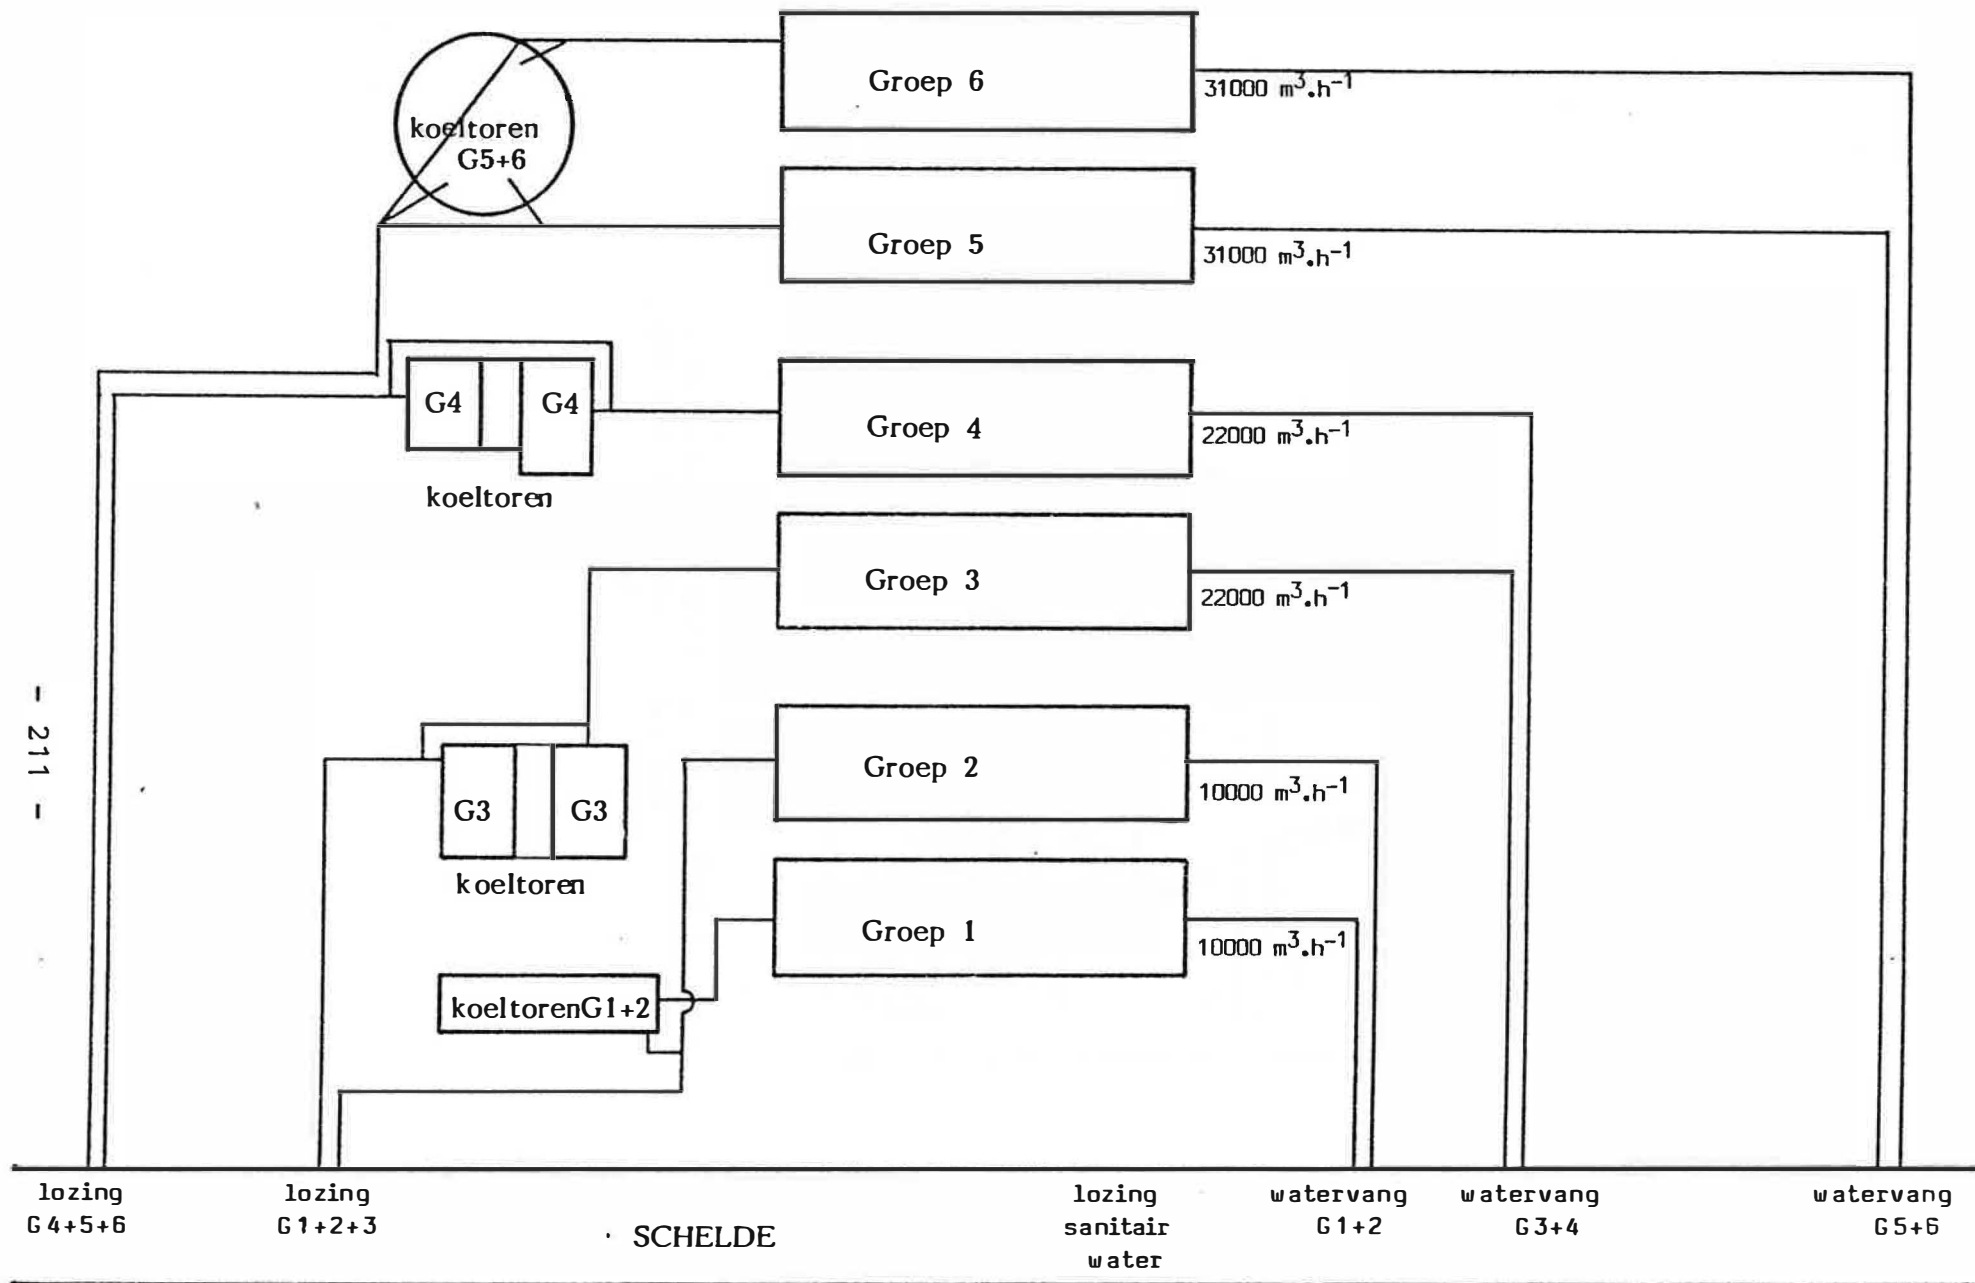 Groep 6
31000 m³.h⁻¹
koeltoren
G5+6
Groep 5
31000 m³.h⁻¹
G4
G4
koeltoren
Groep 4
22000 m³.h⁻¹
Groep 3
22000 m³.h⁻¹
- 211 -
Groep 2
10000 m³.h⁻¹
G3
G3
koeltoren
Groep 1
10000 m³.h⁻¹
koeltorenG1+2
lozing
G4+5+6
lozing
G1+2+3
SCHELDE
lozing
sanitair
water
watervang
G1+2
watervang
G3+4
watervang
G5+6